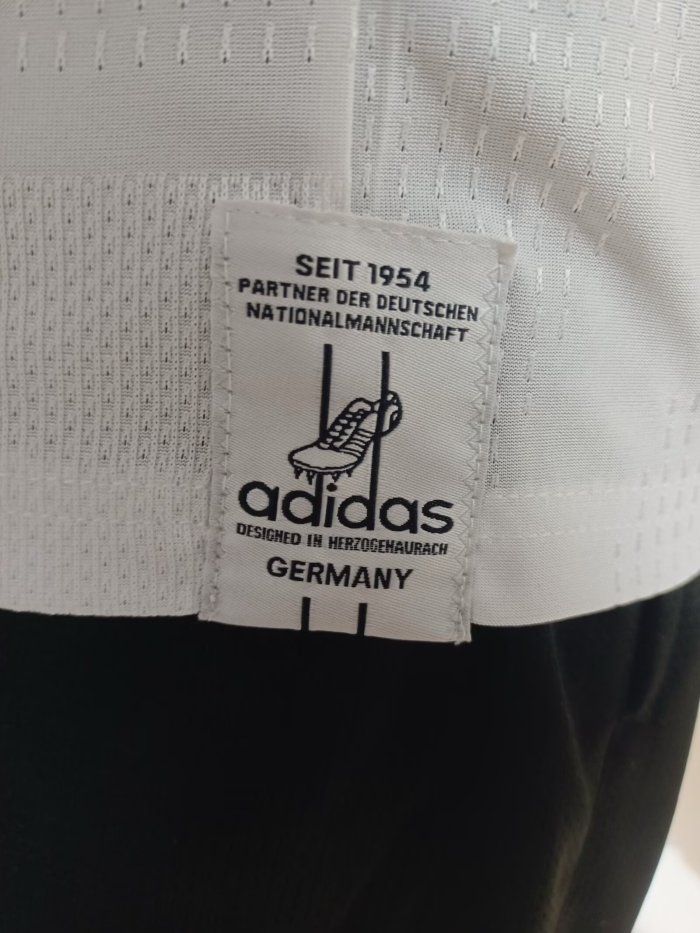 SEIT 1954
PARTNER DER DEUTSCHEN
NATIONALMANNSCHAFT
adidas
DESIGNED IN HERZOGENAURACH
GERMANY